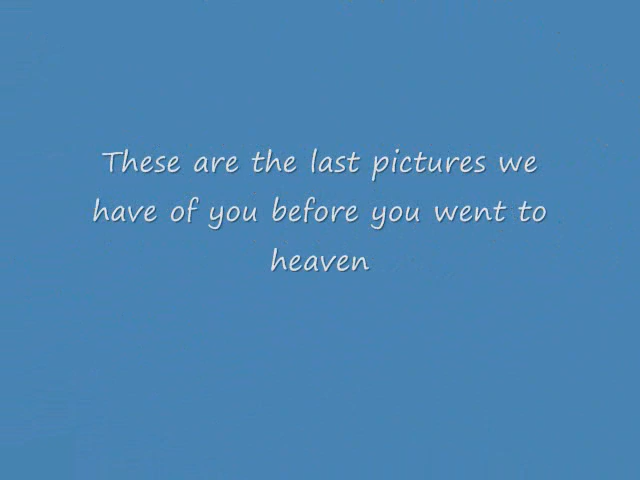 These are the last pictures we
have of you before you went to
heaven